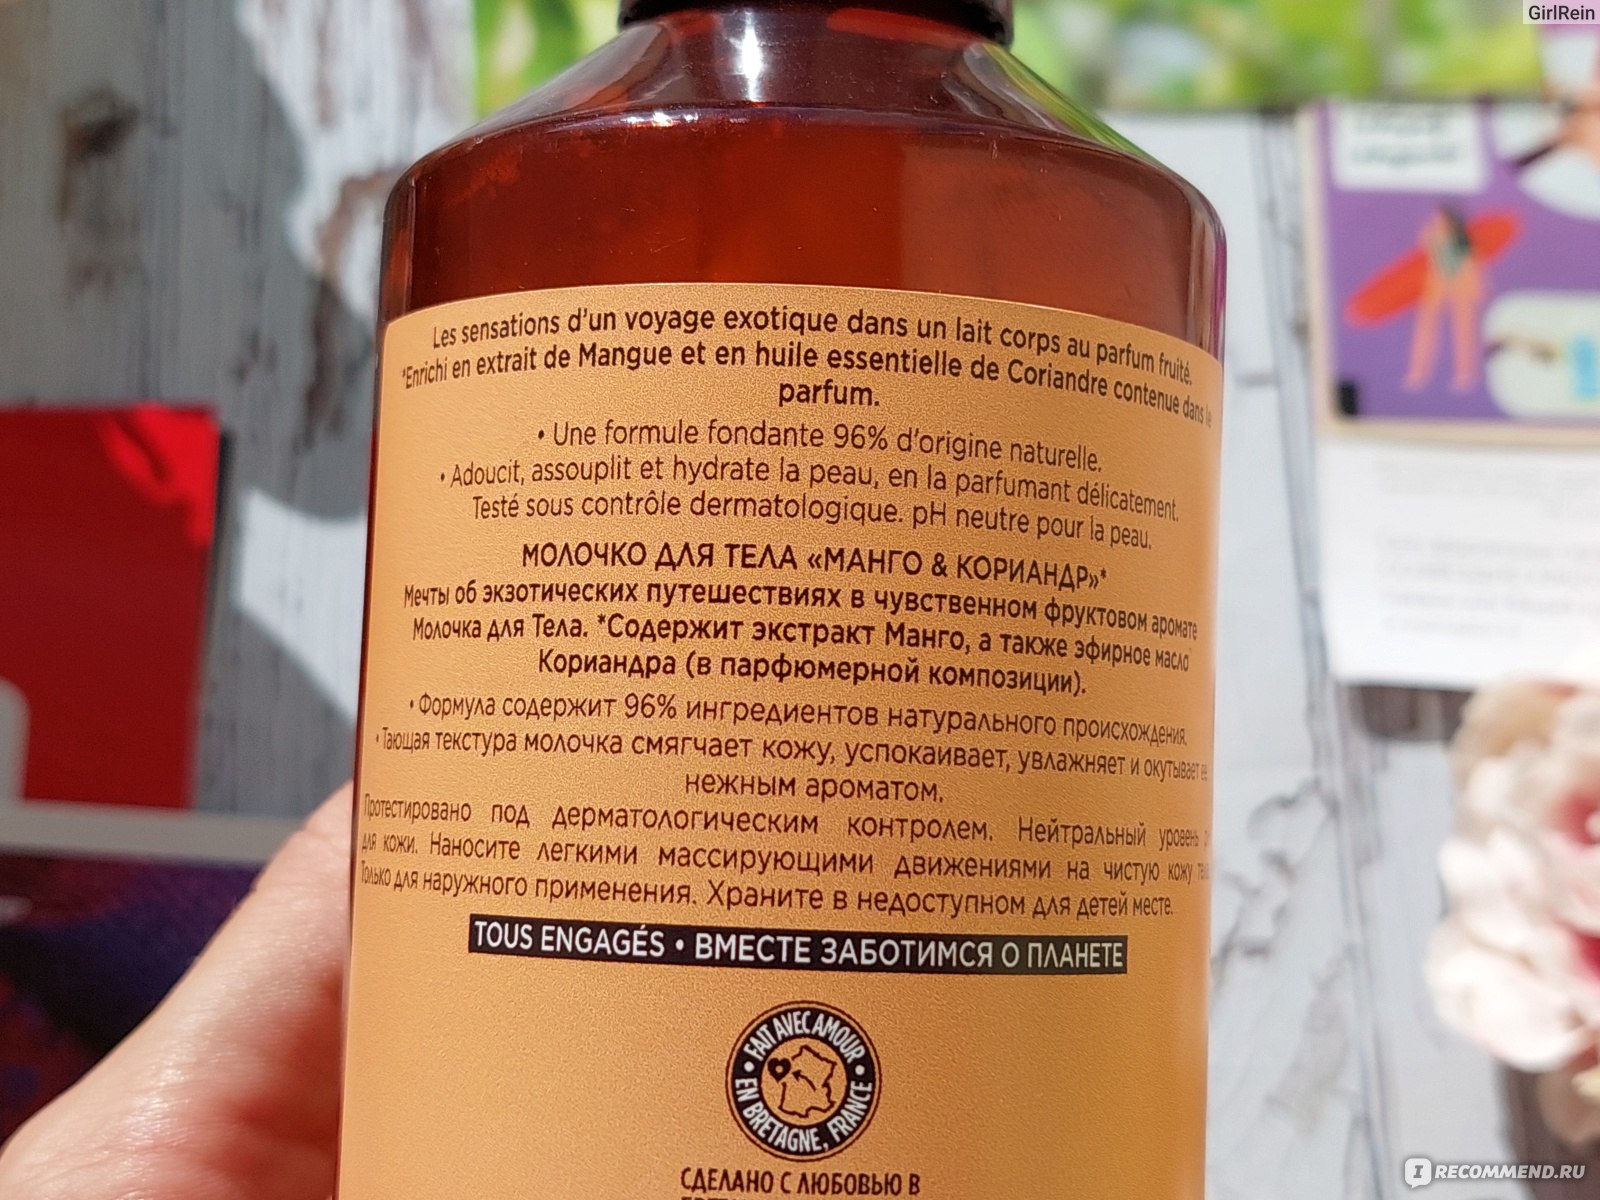 GirlRein
Les sensations d'un voyage exotique dans un lait corps au parfum fruité.
*Enrichi en extrait de Mangue et en huile essentielle de Coriandre contenue dans le
parfum.
• Une formule fondante 96% d'origine naturelle.
• Adoucit, assouplit et hydrate la peau, en la parfumant délicatement.
Testé sous contrôle dermatologique. pH neutre pour la peau.
МОЛОЧКО ДЛЯ ТЕЛА «МАНГО & КОРИАНДР»*
Мечты об экзотических путешествиях в чувственном фруктовом аромате
Молочка для Тела. *Содержит экстракт Манго, а также эфирное масло
Кориандра (в парфюмерной композиции).
• Формула содержит 96% ингредиентов натурального происхождения.
• Тающая текстура молочка смягчает кожу, успокаивает, увлажняет и окутывает ее
нежным ароматом.
Протестировано под дерматологическим контролем. Нейтральный уровень
для кожи. Наносите легкими массирующими движениями на чистую кожу
Только для наружного применения. Храните в недоступном для детей месте.
TOUS ENGAGÉS • ВМЕСТЕ ЗАБОТИМСЯ О ПЛАНЕТЕ
• FAIT AVEC AMOUR •
EN BRETAGNE, FRANCE
СДЕЛАНО С ЛЮБОВЬЮ В
IRECOMMEND.RU